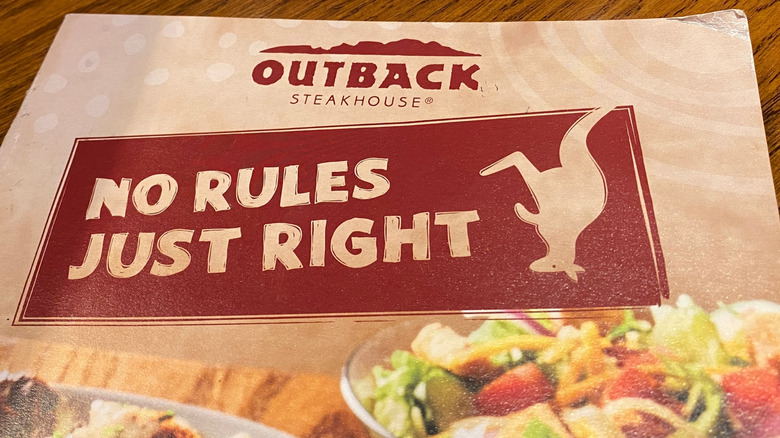 OUTBACK
STEAKHOUSE®
NO RULES
JUST RIGHT